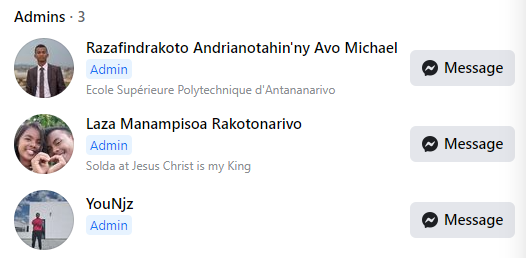 Admins · 3
Razafindrakoto Andrianotahin'ny Avo Michael
Admin
Ecole Supérieure Polytechnique d'Antananarivo
Message
Laza Manampisoa Rakotonarivo
Admin
Solda at Jesus Christ is my King
Message
YouNjz
Admin
Message